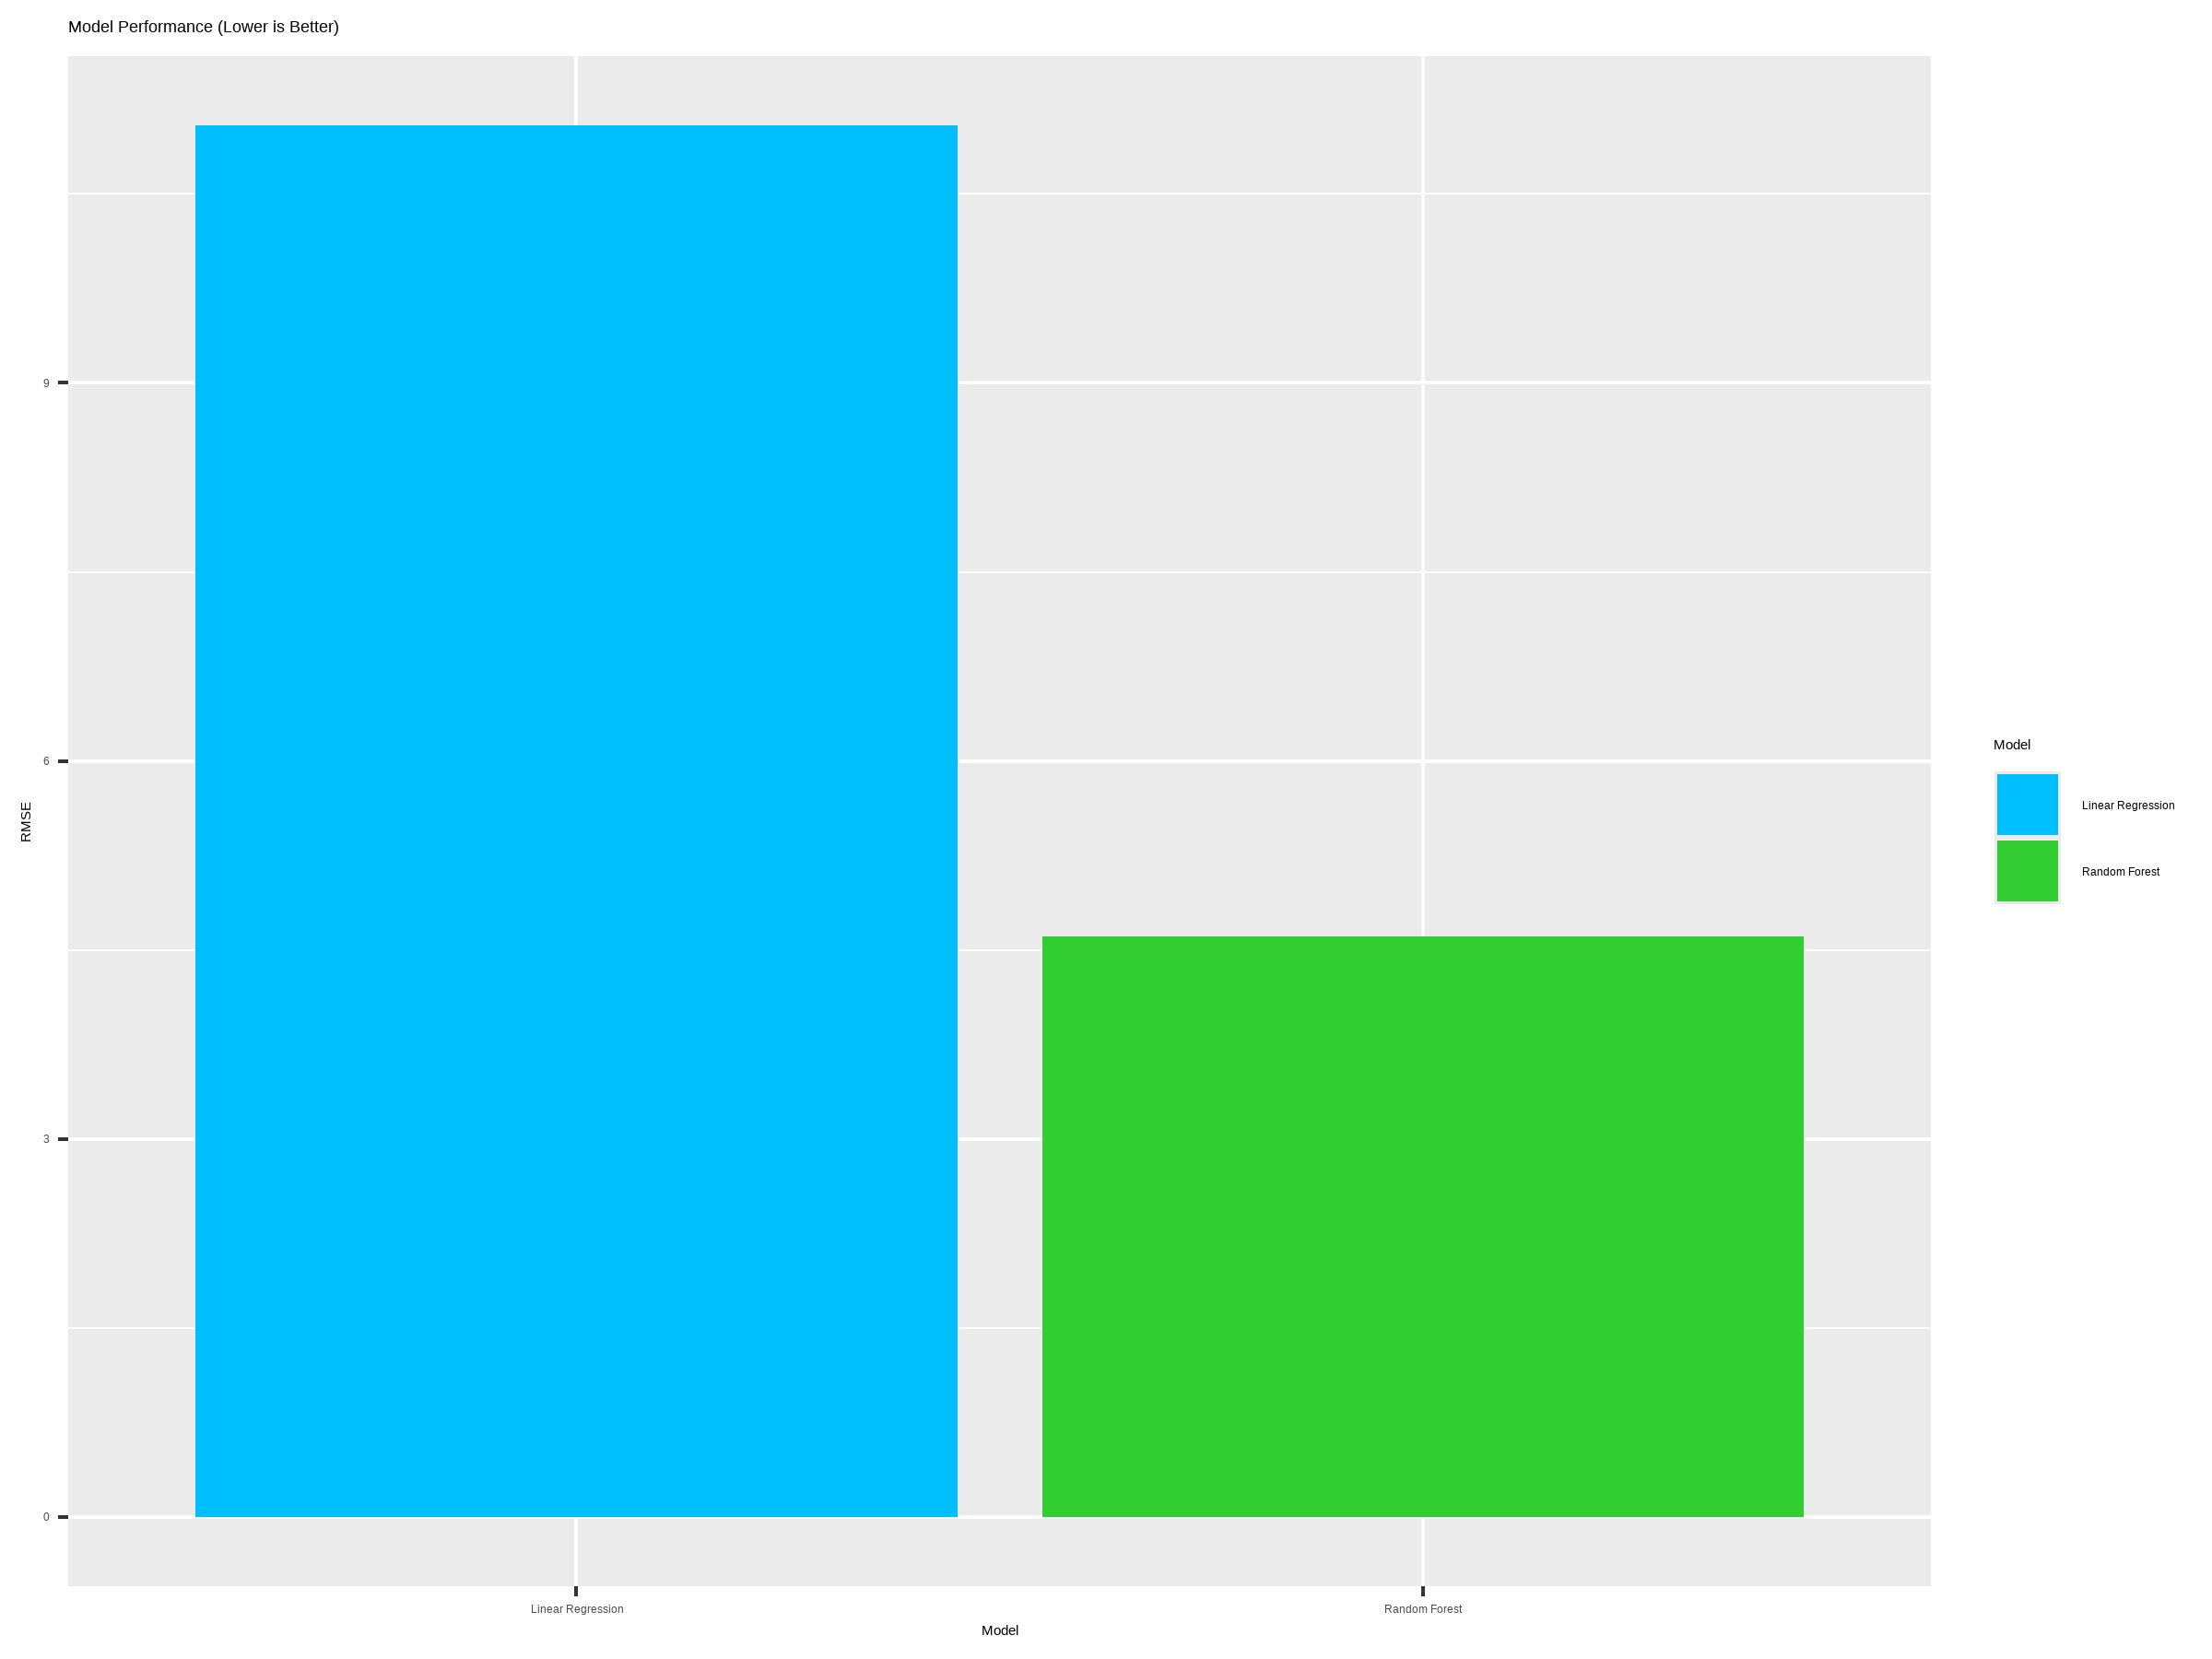 Model Performance (Lower is Better)
9
6
3
0
RMSE
Linear Regression
Random Forest
Model
Model
Linear Regression
Random Forest